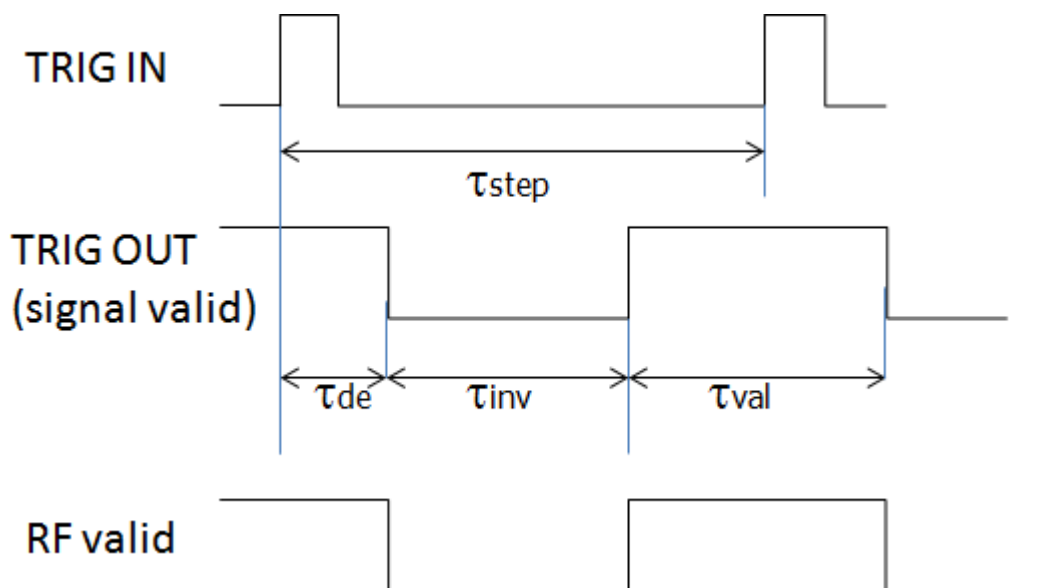 TRIG IN
τstep
TRIG OUT
(signal valid)
τde
τinv
τval
RF valid